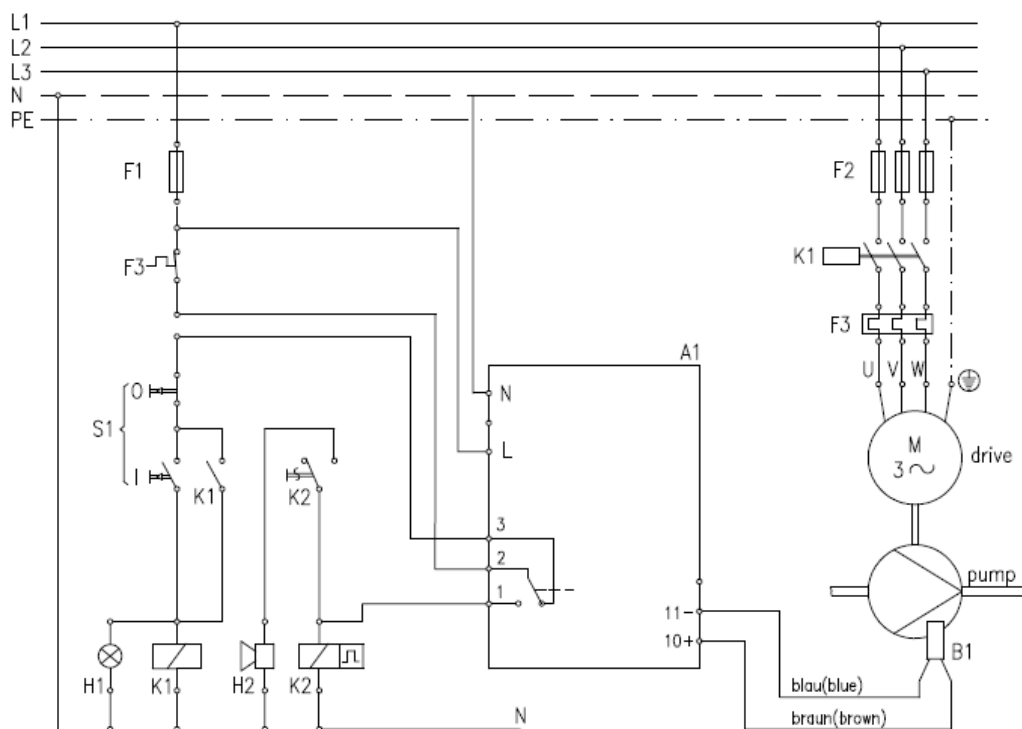 L1
L2
L3
N
PE
F1
F2
F3
K1
F3
A1
U V W
N
O
S1
L
M
3
drive
I
K1
K2
3
2
1
pump
11-
10+
B1
H1
K1
H2
K2
blau(blue)
N
braun(brown)